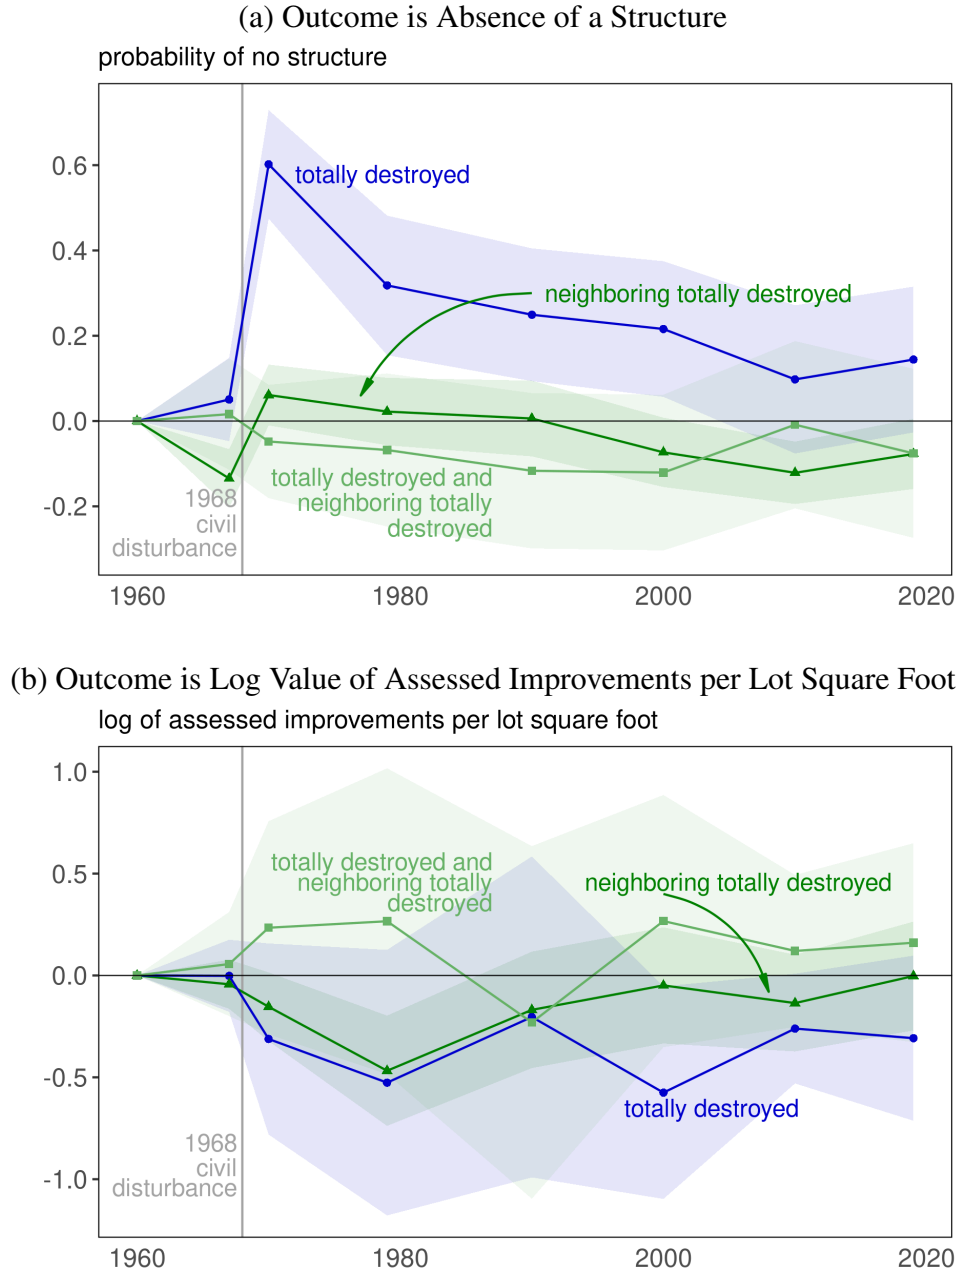 (a) Outcome is Absence of a Structure
probability of no structure
0.6
0.4
0.2
0.0
-0.2
totally destroyed
neighboring totally destroyed
totally destroyed and
neighboring totally
destroyed
1968
civil
disturbance
1960
1980
2000
2020
(b) Outcome is Log Value of Assessed Improvements per Lot Square Foot
log of assessed improvements per lot square foot
1.0
0.5
0.0
-0.5
-1.0
totally destroyed and
neighboring totally
destroyed
neighboring totally destroyed
totally destroyed
1968
civil
disturbance
1960
1980
2000
2020